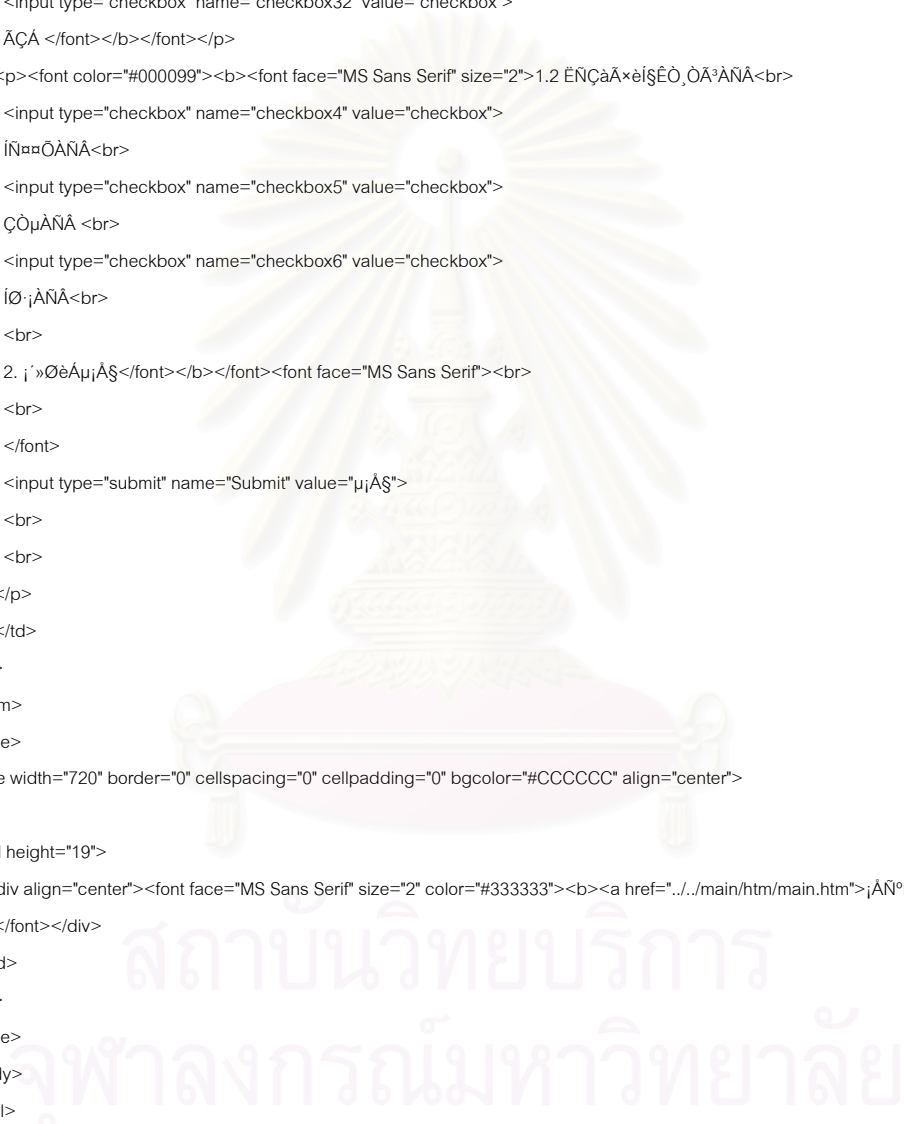 <input type="checkbox" name="checkbox32" value="checkbox">
ÃÇÁ </font></b></font></p>
<p><font color="#000099"><b><font face="MS Sans Serif" size="2">1.2 ËÑÇàÃ×èÍ§ÊÒ¸ÒÃ³ÀÑÂ<br>
<input type="checkbox" name="checkbox4" value="checkbox">
ÍÑ¤¤ÕÀÑÂ<br>
<input type="checkbox" name="checkbox5" value="checkbox">
ÇÒµÀÑÂ <br>
<input type="checkbox" name="checkbox6" value="checkbox">
ÍØ·¡ÀÑÂ<br>
<br>
2. ¡´»ØèÁµ¡Å§</font></b></font><font face="MS Sans Serif"><br>
<br>
</font>
<input type="submit" name="Submit" value="µ¡Å§">
<br>
<br>
</p>
</td>
m>
e>
e width="720" border="0" cellspacing="0" cellpadding="0" bgcolor="#CCCCCC" align="center">
height="19">
div align="center"><font face="MS Sans Serif" size="2" color="#333333"><b><a href="../../main/htm/main.htm">¡ÅÑº
</font></div>
d>
e>
dy>
l>
สถาบันวิทยบริการ
จุฬาลงกรณ์มหาวิทยาลัย